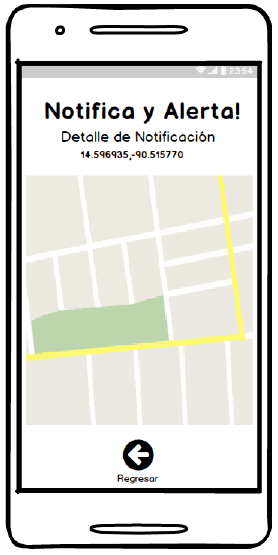 23:54
Notifica y Alerta!
Detalle de Notificación
14.596935,-90.515770
Regresar